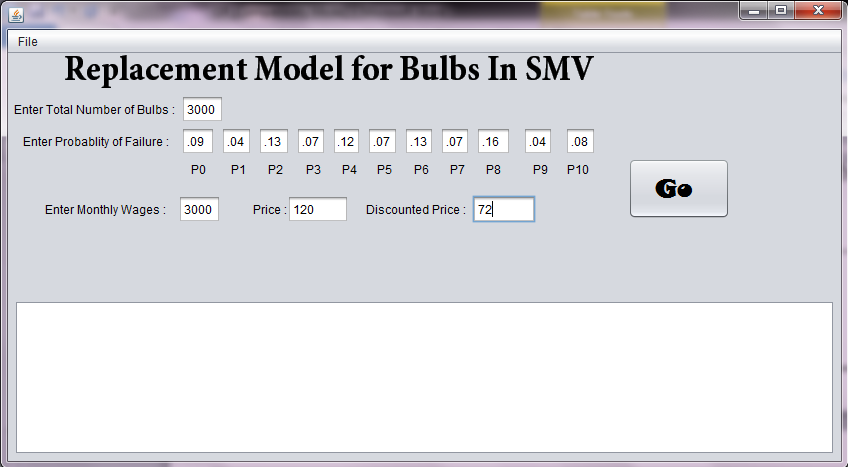 File
Replacement Model for Bulbs In SMV
Enter Total Number of Bulbs : 3000
Enter Probablity of Failure : .09 .04 .13 .07 .12 .07 .13 .07 .16 .04 .08
P0 P1 P2 P3 P4 P5 P6 P7 P8 P9 P10
Go
Enter Monthly Wages : 3000 Price : 120 Discounted Price : 72